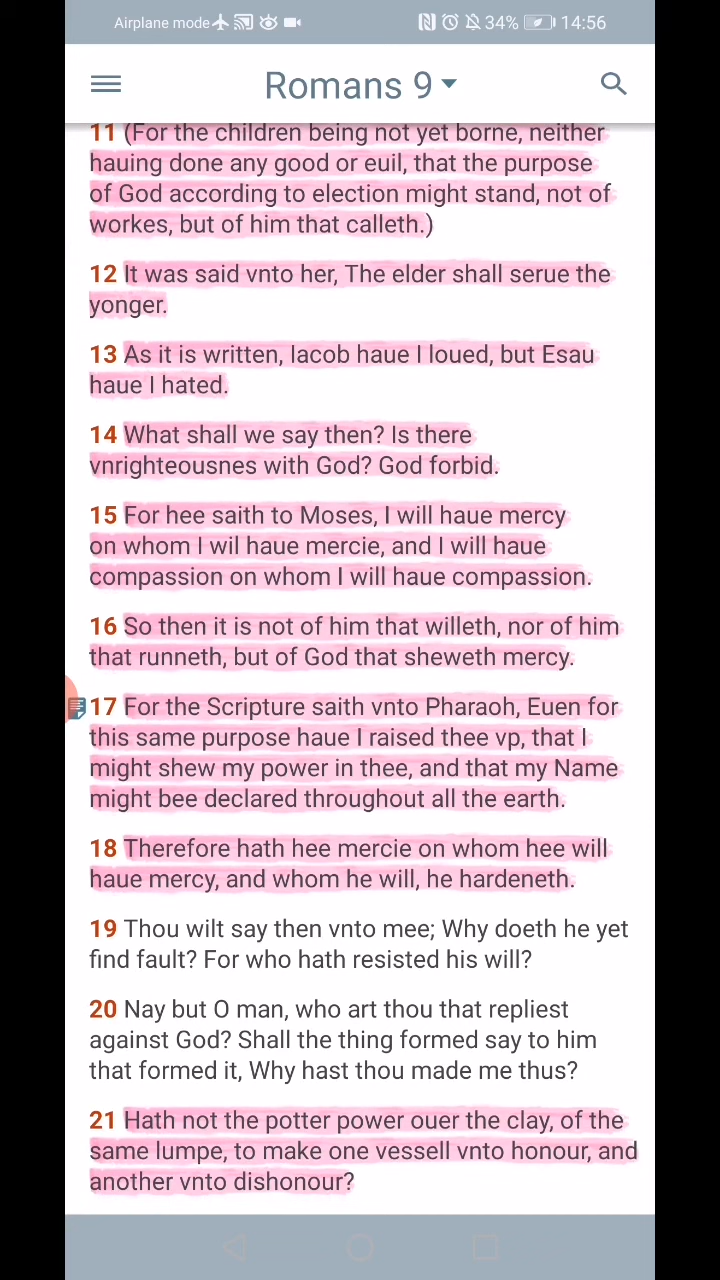 Airplane mode 34% 14:56
Romans 9
11 (For the children being not yet borne, neither
hauing done any good or euil, that the purpose
of God according to election might stand, not of
workes, but of him that calleth.)
12 It was said vnto her, The elder shall serue the
yonger.
13 As it is written, Iacob haue I loued, but Esau
haue I hated.
14 What shall we say then? Is there
vnrighteousnes with God? God forbid.
15 For hee saith to Moses, I will haue mercy
on whom I wil haue mercie, and I will haue
compassion on whom I will haue compassion.
16 So then it is not of him that willeth, nor of him
that runneth, but of God that sheweth mercy.
17 For the Scripture saith vnto Pharaoh, Euen for
this same purpose haue I raised thee vp, that I
might shew my power in thee, and that my Name
might bee declared throughout all the earth.
18 Therefore hath hee mercie on whom hee will
haue mercy, and whom he will, he hardeneth.
19 Thou wilt say then vnto mee; Why doeth he yet
find fault? For who hath resisted his will?
20 Nay but O man, who art thou that repliest
against God? Shall the thing formed say to him
that formed it, Why hast thou made me thus?
21 Hath not the potter power ouer the clay, of the
same lumpe, to make one vessell vnto honour, and
another vnto dishonour?